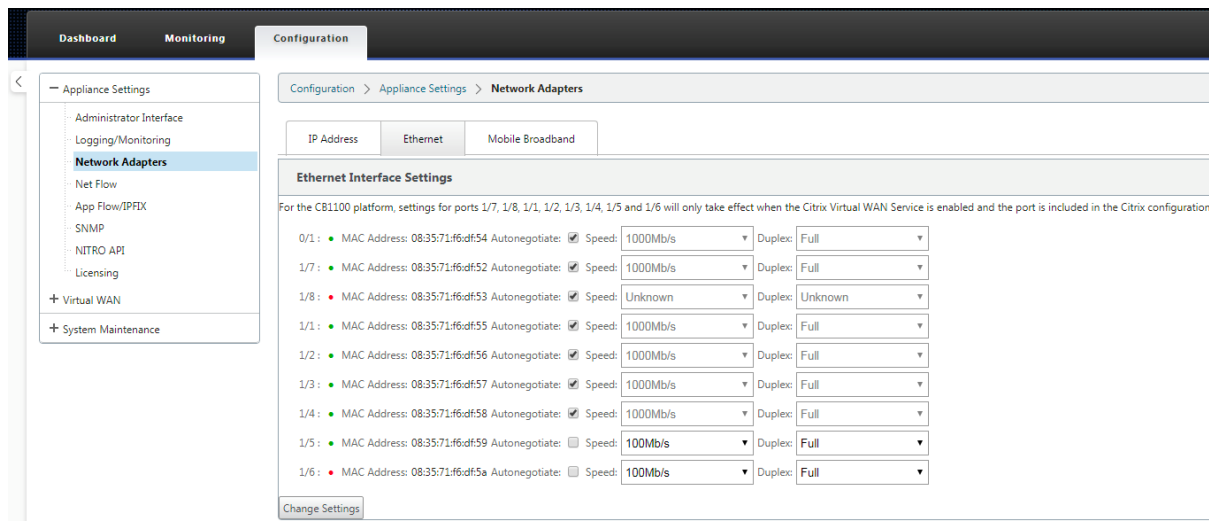 Dashboard Monitoring Configuration
− Appliance Settings
Administrator Interface
Logging/Monitoring
Network Adapters
Net Flow
App Flow/IPFIX
SNMP
NITRO API
Licensing
+ Virtual WAN
+ System Maintenance
Configuration > Appliance Settings > Network Adapters
IP Address Ethernet Mobile Broadband
Ethernet Interface Settings
For the CB1100 platform, settings for ports 1/7, 1/8, 1/1, 1/2, 1/3, 1/4, 1/5 and 1/6 will only take effect when the Citrix Virtual WAN Service is enabled and the port is included in the Citrix configuration
0/1 : MAC Address: 08:35:71:f6:df:54 Autonegotiate: Speed: 1000Mb/s Duplex: Full
1/7 : MAC Address: 08:35:71:f6:df:52 Autonegotiate: Speed: 1000Mb/s Duplex: Full
1/8 : MAC Address: 08:35:71:f6:df:53 Autonegotiate: Speed: Unknown Duplex: Unknown
1/1 : MAC Address: 08:35:71:f6:df:55 Autonegotiate: Speed: 1000Mb/s Duplex: Full
1/2 : MAC Address: 08:35:71:f6:df:56 Autonegotiate: Speed: 1000Mb/s Duplex: Full
1/3 : MAC Address: 08:35:71:f6:df:57 Autonegotiate: Speed: 1000Mb/s Duplex: Full
1/4 : MAC Address: 08:35:71:f6:df:58 Autonegotiate: Speed: 1000Mb/s Duplex: Full
1/5 : MAC Address: 08:35:71:f6:df:59 Autonegotiate: Speed: 100Mb/s Duplex: Full
1/6 : MAC Address: 08:35:71:f6:df:5a Autonegotiate: Speed: 100Mb/s Duplex: Full
Change Settings